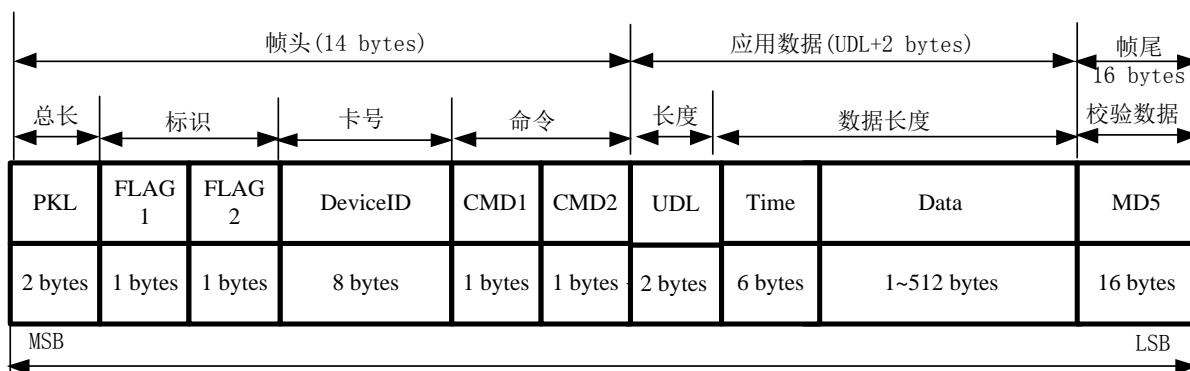 帧头(14 bytes)
应用数据(UDL+2 bytes)
帧尾
16 bytes
总长
标识
卡号
命令
长度
数据长度
校验数据
PKL
FLAG
1
FLAG
2
DeviceID
CMD1
CMD2
UDL
Time
Data
MD5
2 bytes
1 bytes
1 bytes
8 bytes
1 bytes
1 bytes
2 bytes
6 bytes
1~512 bytes
16 bytes
MSB
LSB